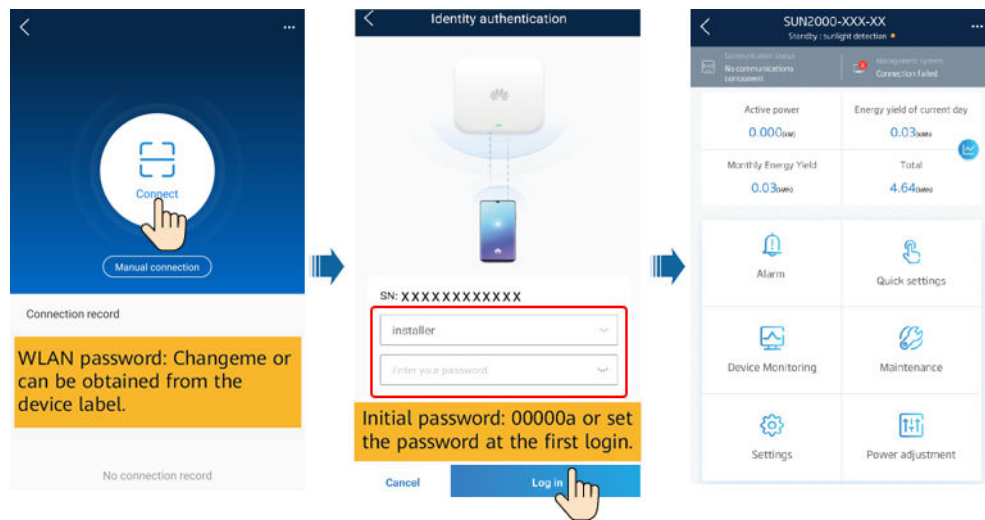 Connect
Manual connection
Connection record
WLAN password: Changeme or
can be obtained from the
device label.
No connection record
Identity authentication
SN: XXXXXXXXXXXX
installer
Enter your password
Initial password: 00000a or set
the password at the first login.
Cancel
Log in
SUN2000-XXX-XX
Standby : sunlight detection
Communication status
No communications
component
Management system
Connection failed
Active power
0.000(kW)
Energy yield of current day
0.03(kWh)
Monthly Energy Yield
0.03(kWh)
Total
4.64(kWh)
Alarm
Quick settings
Device Monitoring
Maintenance
Settings
Power adjustment